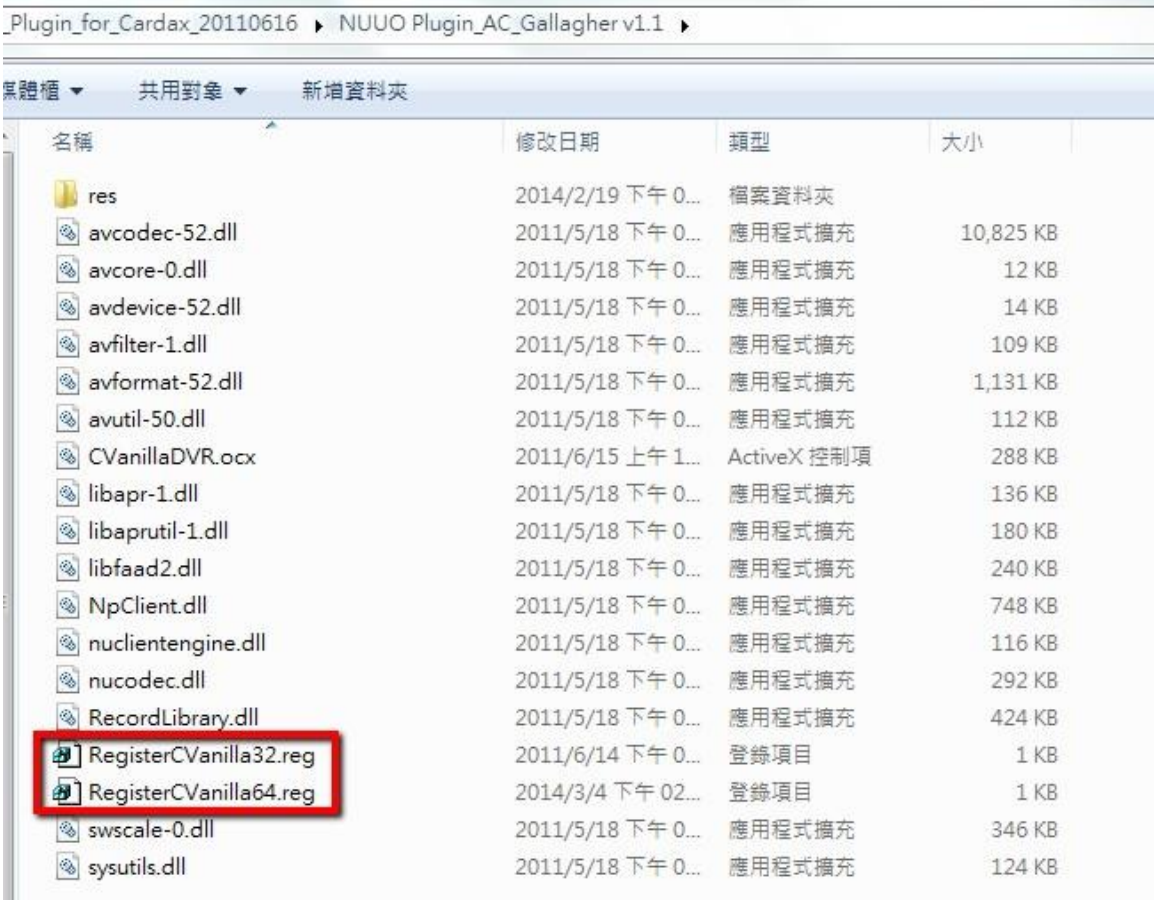 _Plugin_for_Cardax_20110616 ▸ NUUO Plugin_AC_Gallagher v1.1 ▸
媒體櫃 ▼ 共用對象 ▼ 新增資料夾
名稱 修改日期 類型 大小
res 2014/2/19 下午 0... 檔案資料夾
avcodec-52.dll 2011/5/18 下午 0... 應用程式擴充 10,825 KB
avcore-0.dll 2011/5/18 下午 0... 應用程式擴充 12 KB
avdevice-52.dll 2011/5/18 下午 0... 應用程式擴充 14 KB
avfilter-1.dll 2011/5/18 下午 0... 應用程式擴充 109 KB
avformat-52.dll 2011/5/18 下午 0... 應用程式擴充 1,131 KB
avutil-50.dll 2011/5/18 下午 0... 應用程式擴充 112 KB
CVanillaDVR.ocx 2011/6/15 上午 1... ActiveX 控制項 288 KB
libapr-1.dll 2011/5/18 下午 0... 應用程式擴充 136 KB
libaprutil-1.dll 2011/5/18 下午 0... 應用程式擴充 180 KB
libfaad2.dll 2011/5/18 下午 0... 應用程式擴充 240 KB
NpClient.dll 2011/5/18 下午 0... 應用程式擴充 748 KB
nuclientengine.dll 2011/5/18 下午 0... 應用程式擴充 116 KB
nucodec.dll 2011/5/18 下午 0... 應用程式擴充 292 KB
RecordLibrary.dll 2011/5/18 下午 0... 應用程式擴充 424 KB
RegisterCVanilla32.reg 2011/6/14 下午 0... 登錄項目 1 KB
RegisterCVanilla64.reg 2014/3/4 下午 02... 登錄項目 1 KB
swscale-0.dll 2011/5/18 下午 0... 應用程式擴充 346 KB
sysutils.dll 2011/5/18 下午 0... 應用程式擴充 124 KB